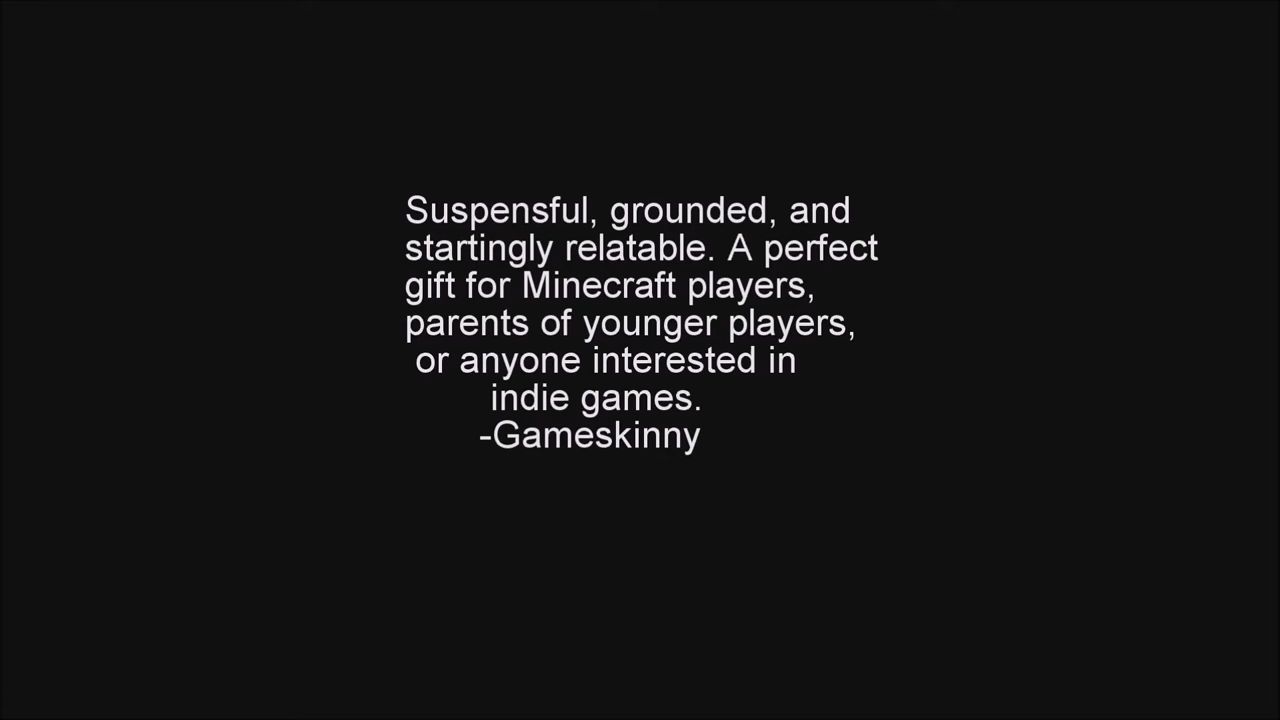 Suspensful, grounded, and
startingly relatable. A perfect
gift for Minecraft players,
parents of younger players,
or anyone interested in
indie games.
-Gameskinny